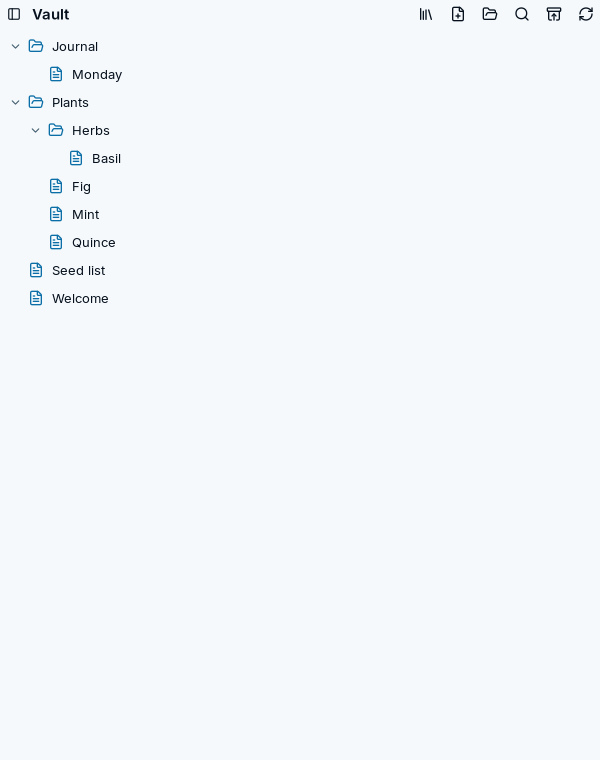 Vault
Journal
Monday
Plants
Herbs
Basil
Fig
Mint
Quince
Seed list
Welcome